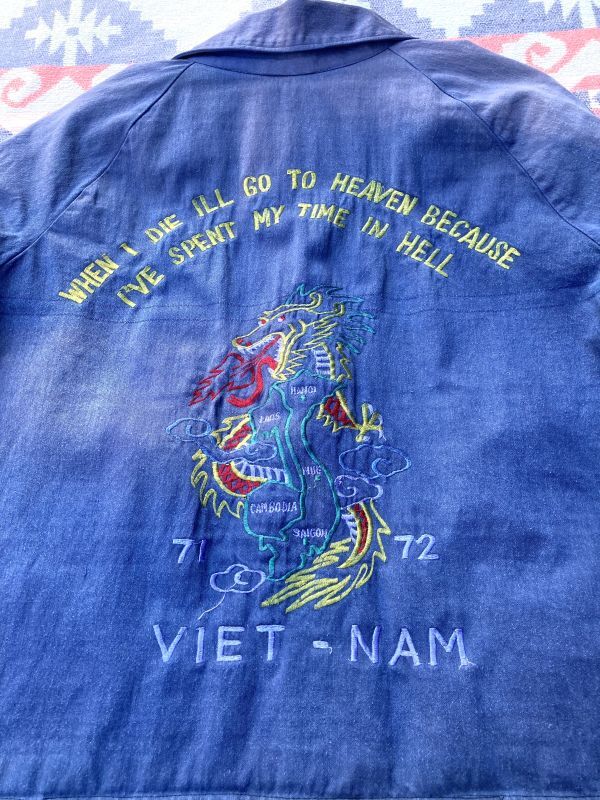 WHEN I DIE ILL GO TO HEAVEN BECAUSE
I'VE SPENT MY TIME IN HELL
HANOI
LAOS
HUE
CAMBODIA
SAIGON
71 72
VIET - NAM